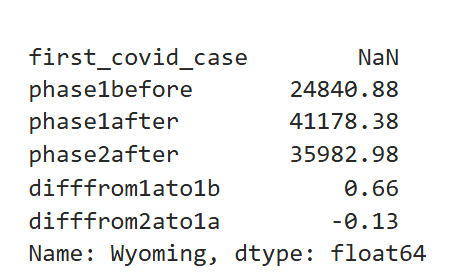 first_covid_case NaN
phase1before 24840.88
phase1after 41178.38
phase2after 35982.98
difffrom1ato1b 0.66
difffrom2ato1a -0.13
Name: Wyoming, dtype: float64